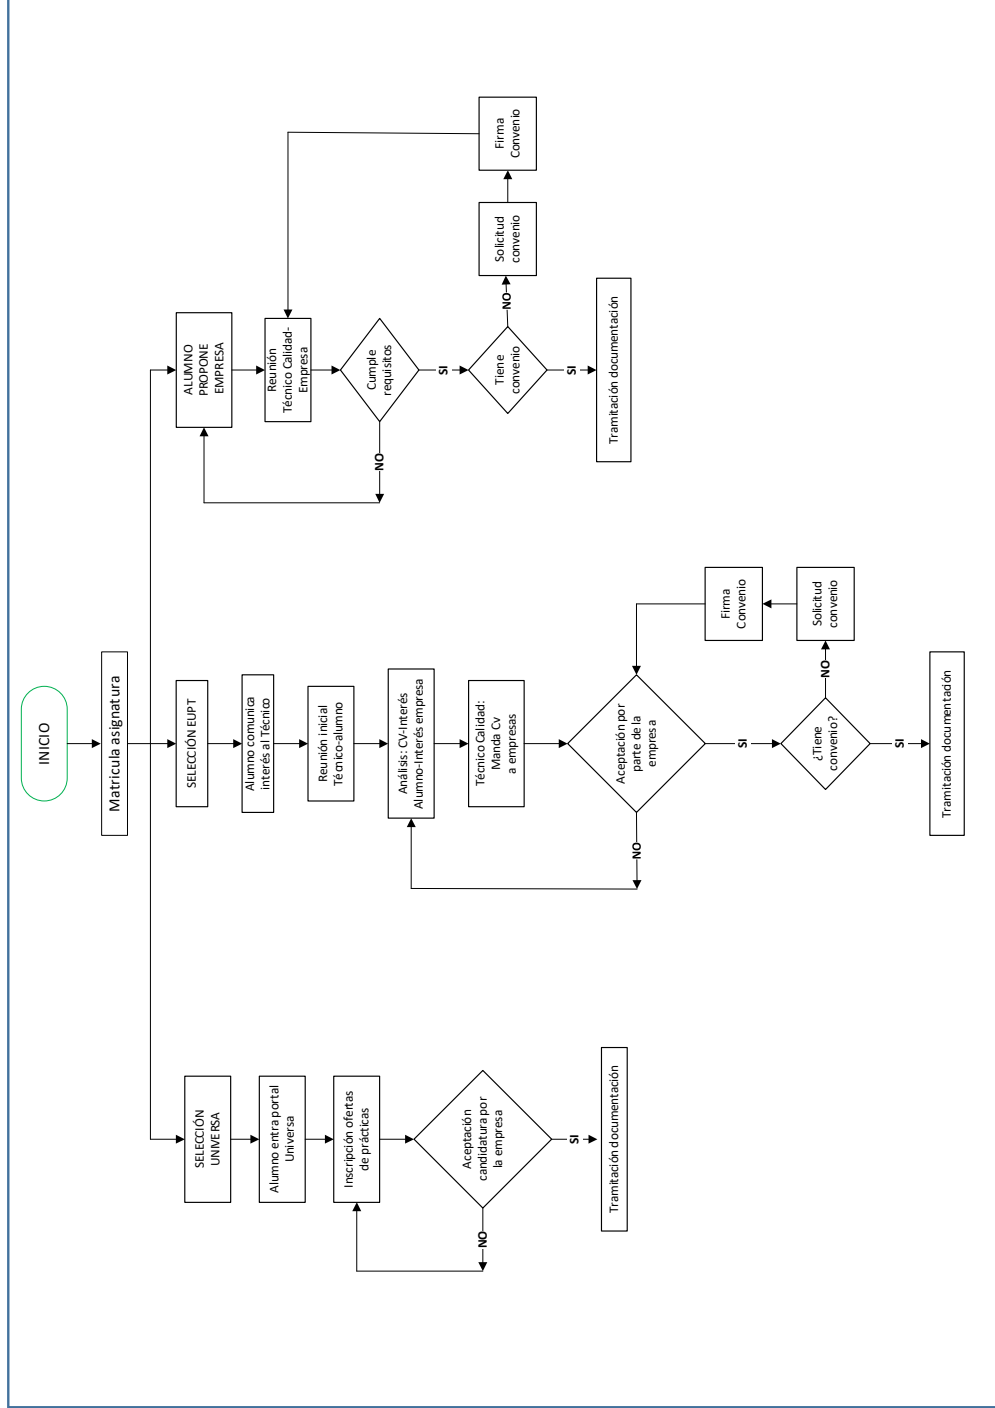 INICIO
Matricula asignatura
SELECCIÓN
UNIVERSA
Alumno entra portal
Universa
Inscripción ofertas
de prácticas
Aceptación
candidatura por
la empresa
NO
SI
Tramitación documentación
SELECCIÓN EUPT
Alumno comunica
interés al Técnico
Reunión inicial
Técnico-alumno
Análisis: CV-Interés
Alumno-Interés empresa
Técnico Calidad:
Manda Cv
a empresas
Aceptación por
parte de la
empresa
NO
SI
¿Tiene
convenio?
NO
Solicitud
convenio
Firma
Convenio
SI
Tramitación documentación
ALUMNO
PROPONE
EMPRESA
Reunión
Técnico Calidad-
Empresa
Cumple
requisitos
NO
SI
Tiene
convenio
NO
Solicitud
convenio
Firma
Convenio
SI
Tramitación documentación